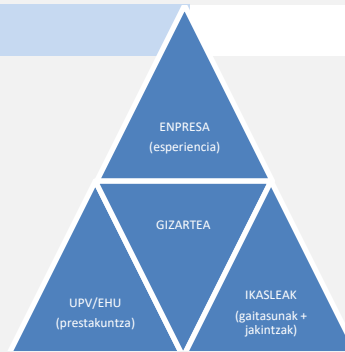 ENPRESA
(esperiencia)
GIZARTEA
UPV/EHU
(prestakuntza)
IKASLEAK
(gaitasunak +
jakintzak)